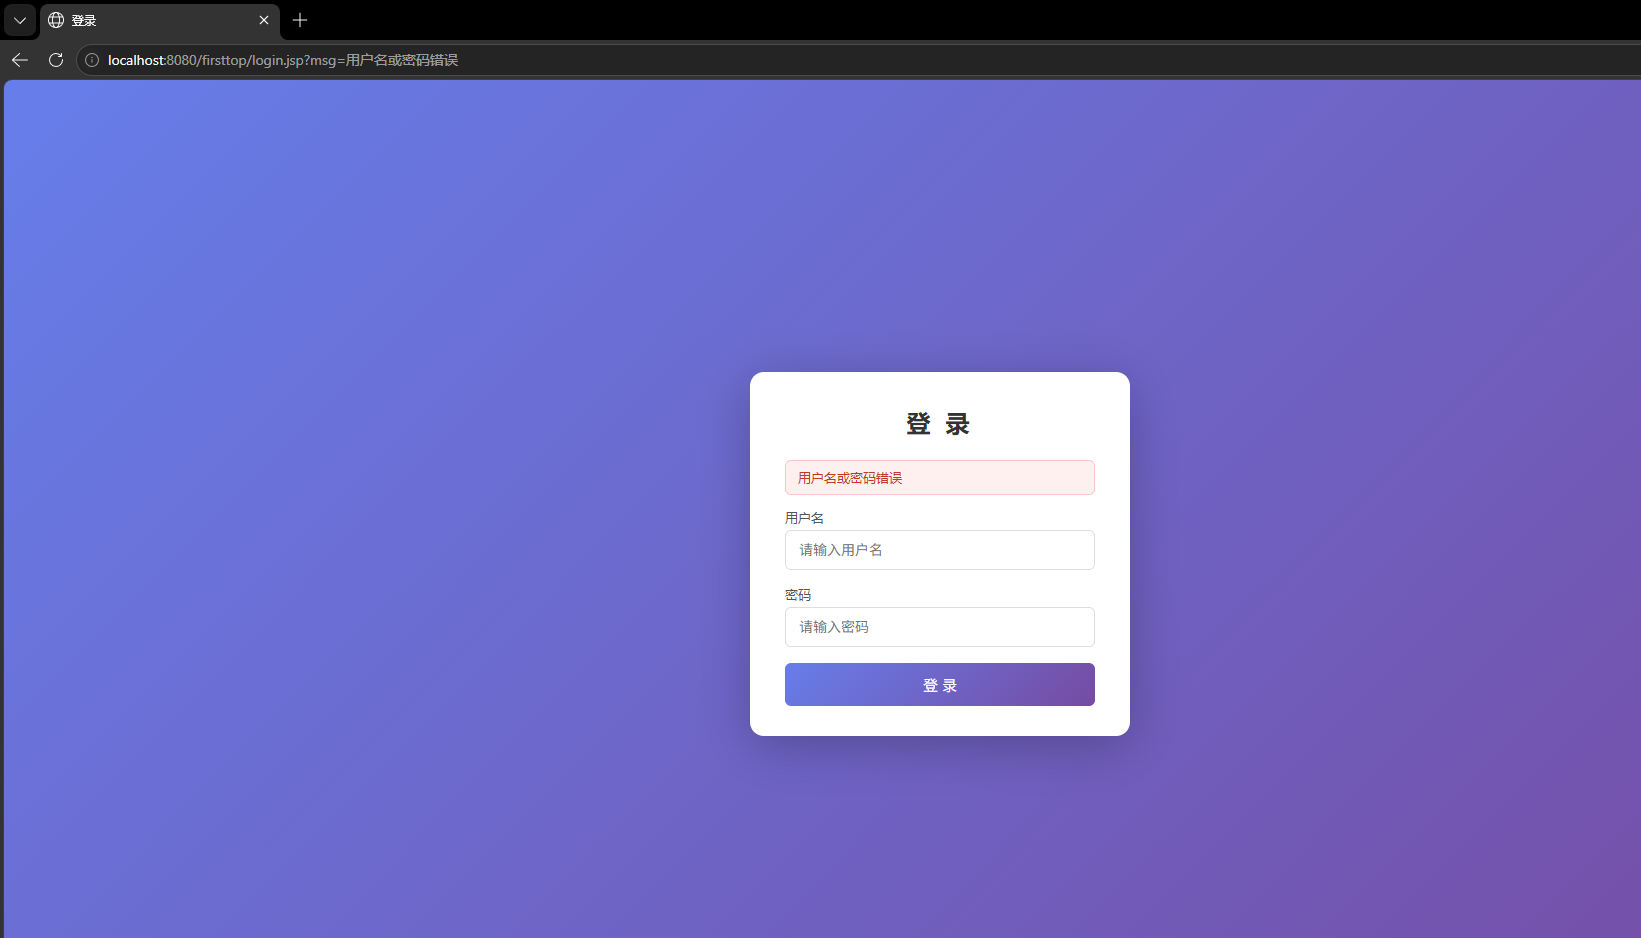 登录
localhost:8080/firsttop/login.jsp?msg=用户名或密码错误
登 录
用户名或密码错误
用户名
请输入用户名
密码
请输入密码
登 录